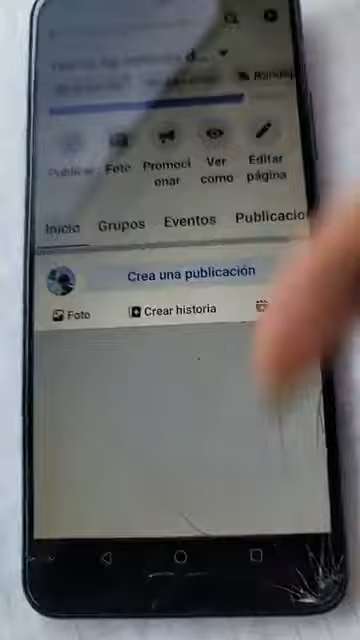 d...
Publicar Foto Promoci
onar Ver
como Editar
página
Inicio Grupos Eventos Publicacio
Crea una publicación
Foto Crear historia